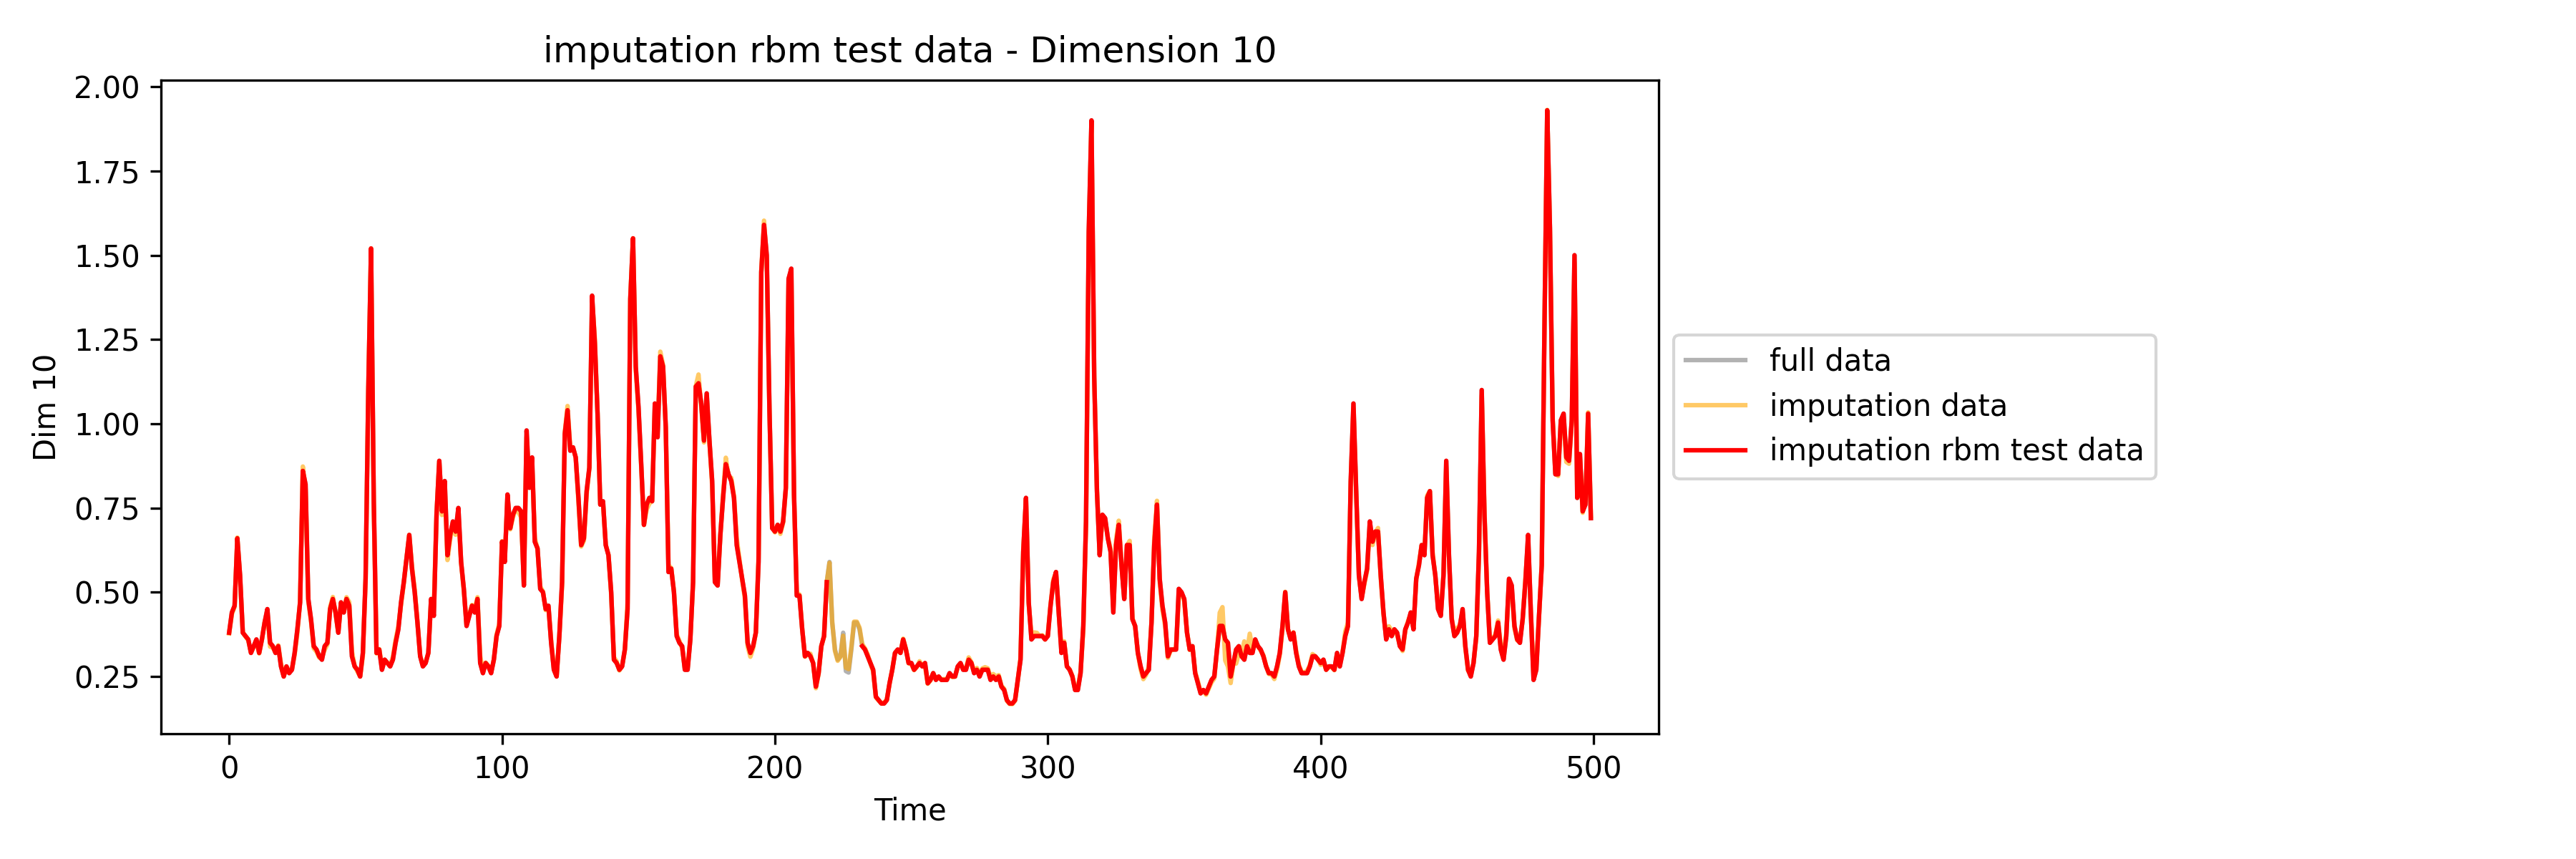 imputation rbm test data - Dimension 10
2.00
1.75
1.50
1.25
1.00
0.75
0.50
0.25
Dim 10
0 100 200 300 400 500
Time
full data
imputation data
imputation rbm test data